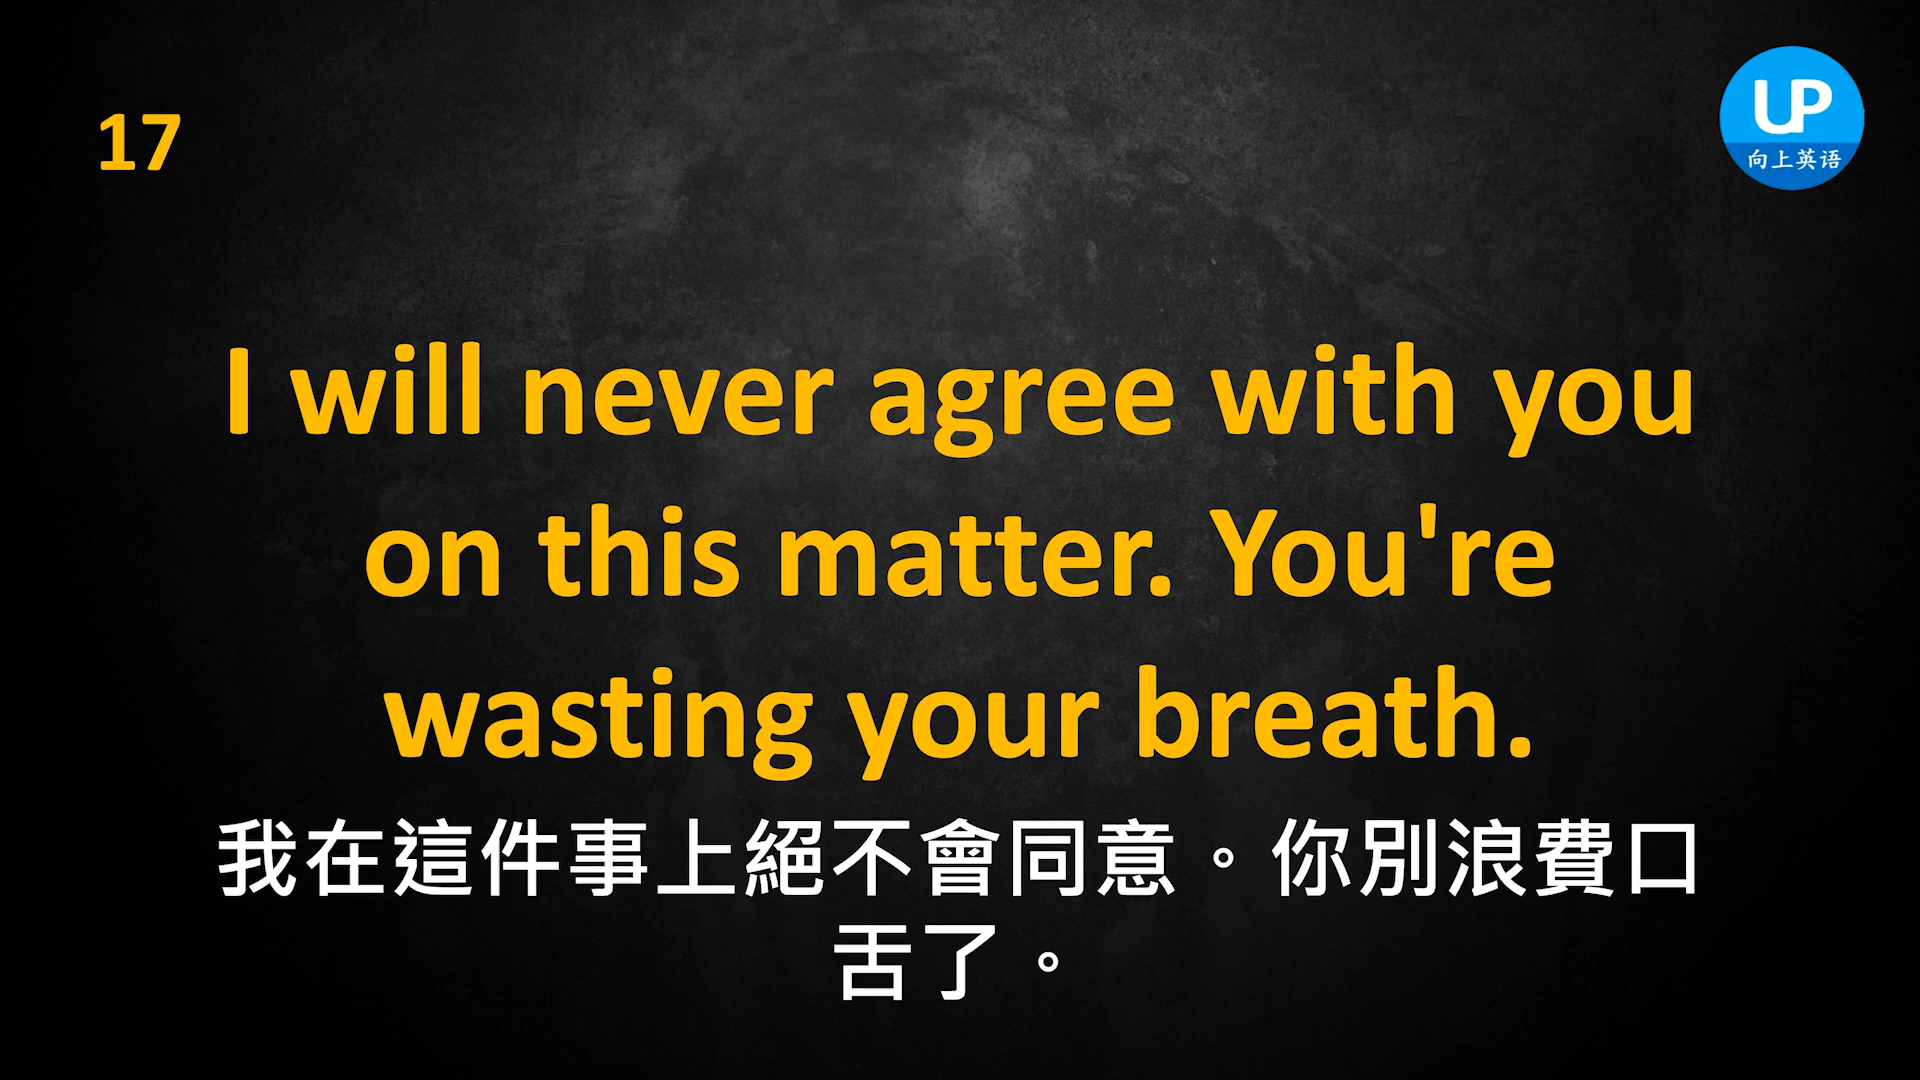 17
UP
向上英语
I will never agree with you
on this matter. You're
wasting your breath.
我在這件事上絕不會同意。你別浪費口
舌了。